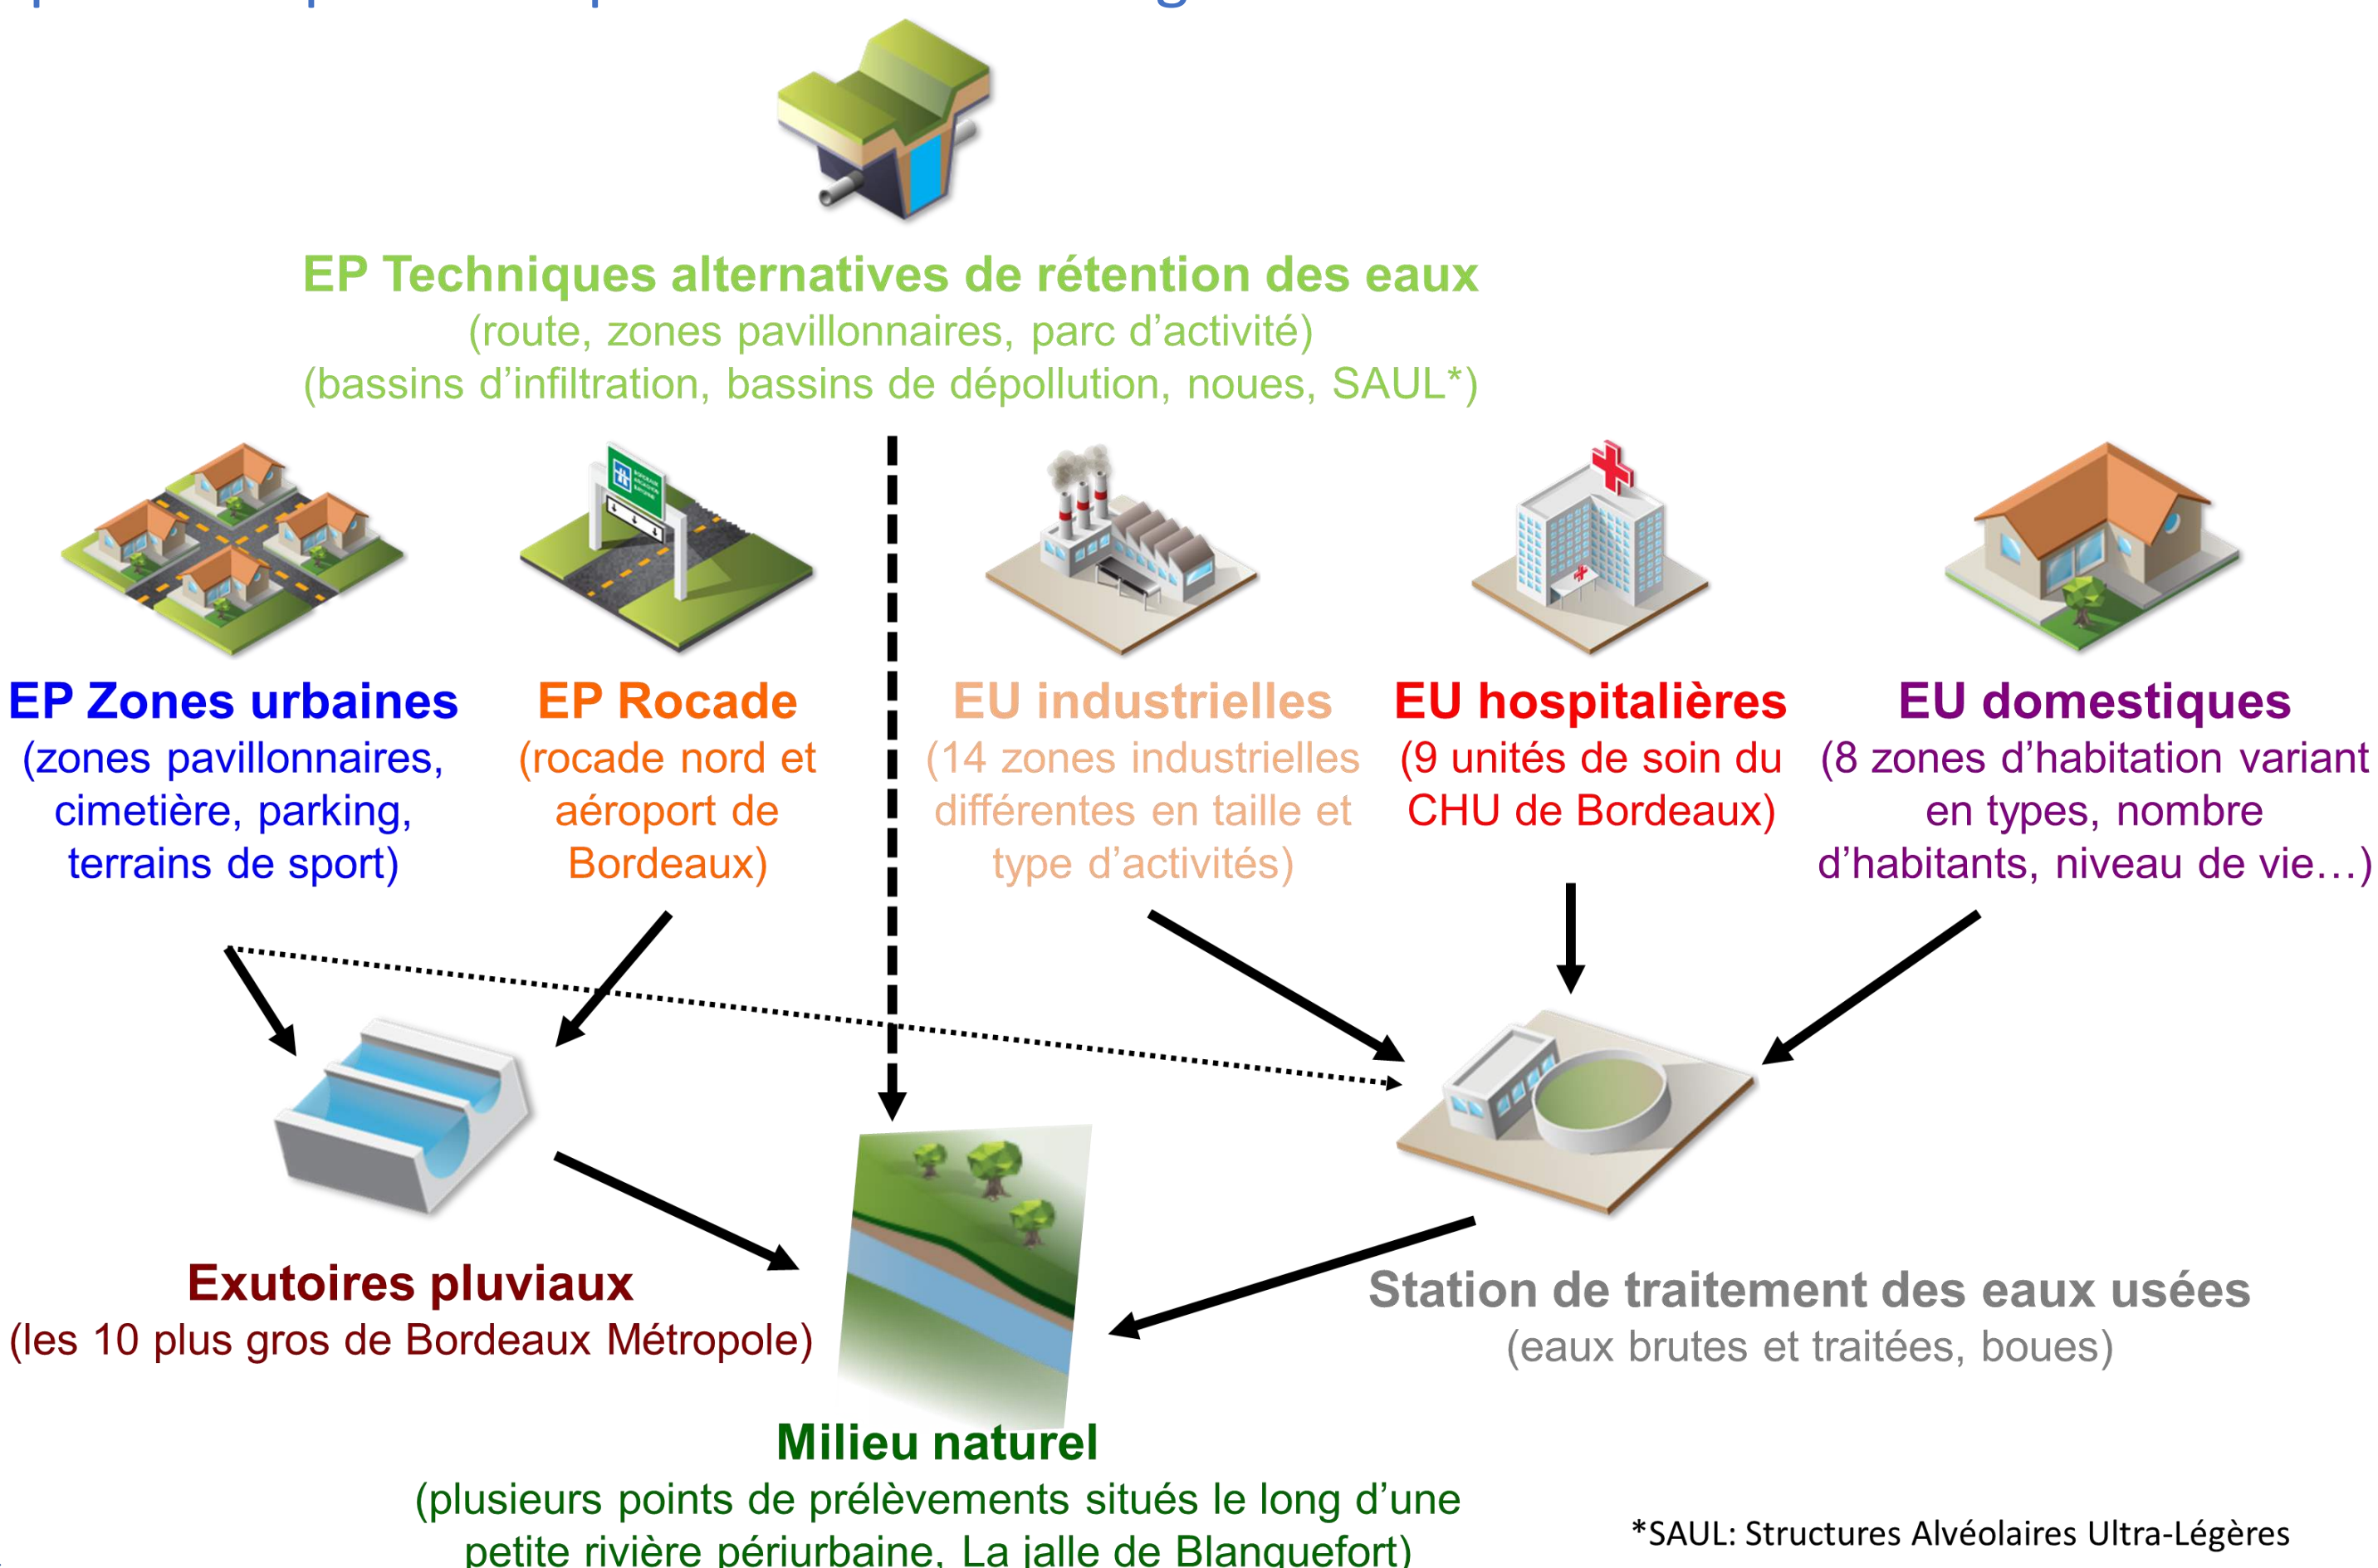 EP Techniques alternatives de rétention des eaux
(route, zones pavillonnaires, parc d’activité)
(bassins d’infiltration, bassins de dépollution, noues, SAUL*)
EP Zones urbaines
(zones pavillonnaires,
cimetière, parking,
terrains de sport)
EP Rocade
(rocade nord et
aéroport de
Bordeaux)
EU industrielles
(14 zones industrielles
différentes en taille et
type d’activités)
EU hospitalières
(9 unités de soin du
CHU de Bordeaux)
EU domestiques
(8 zones d’habitation variant
en types, nombre
d’habitants, niveau de vie…)
Exutoires pluviaux
(les 10 plus gros de Bordeaux Métropole)
Station de traitement des eaux usées
(eaux brutes et traitées, boues)
Milieu naturel
(plusieurs points de prélèvements situés le long d’une
petite rivière périurbaine, La jalle de Blanquefort)
*SAUL: Structures Alvéolaires Ultra-Légères